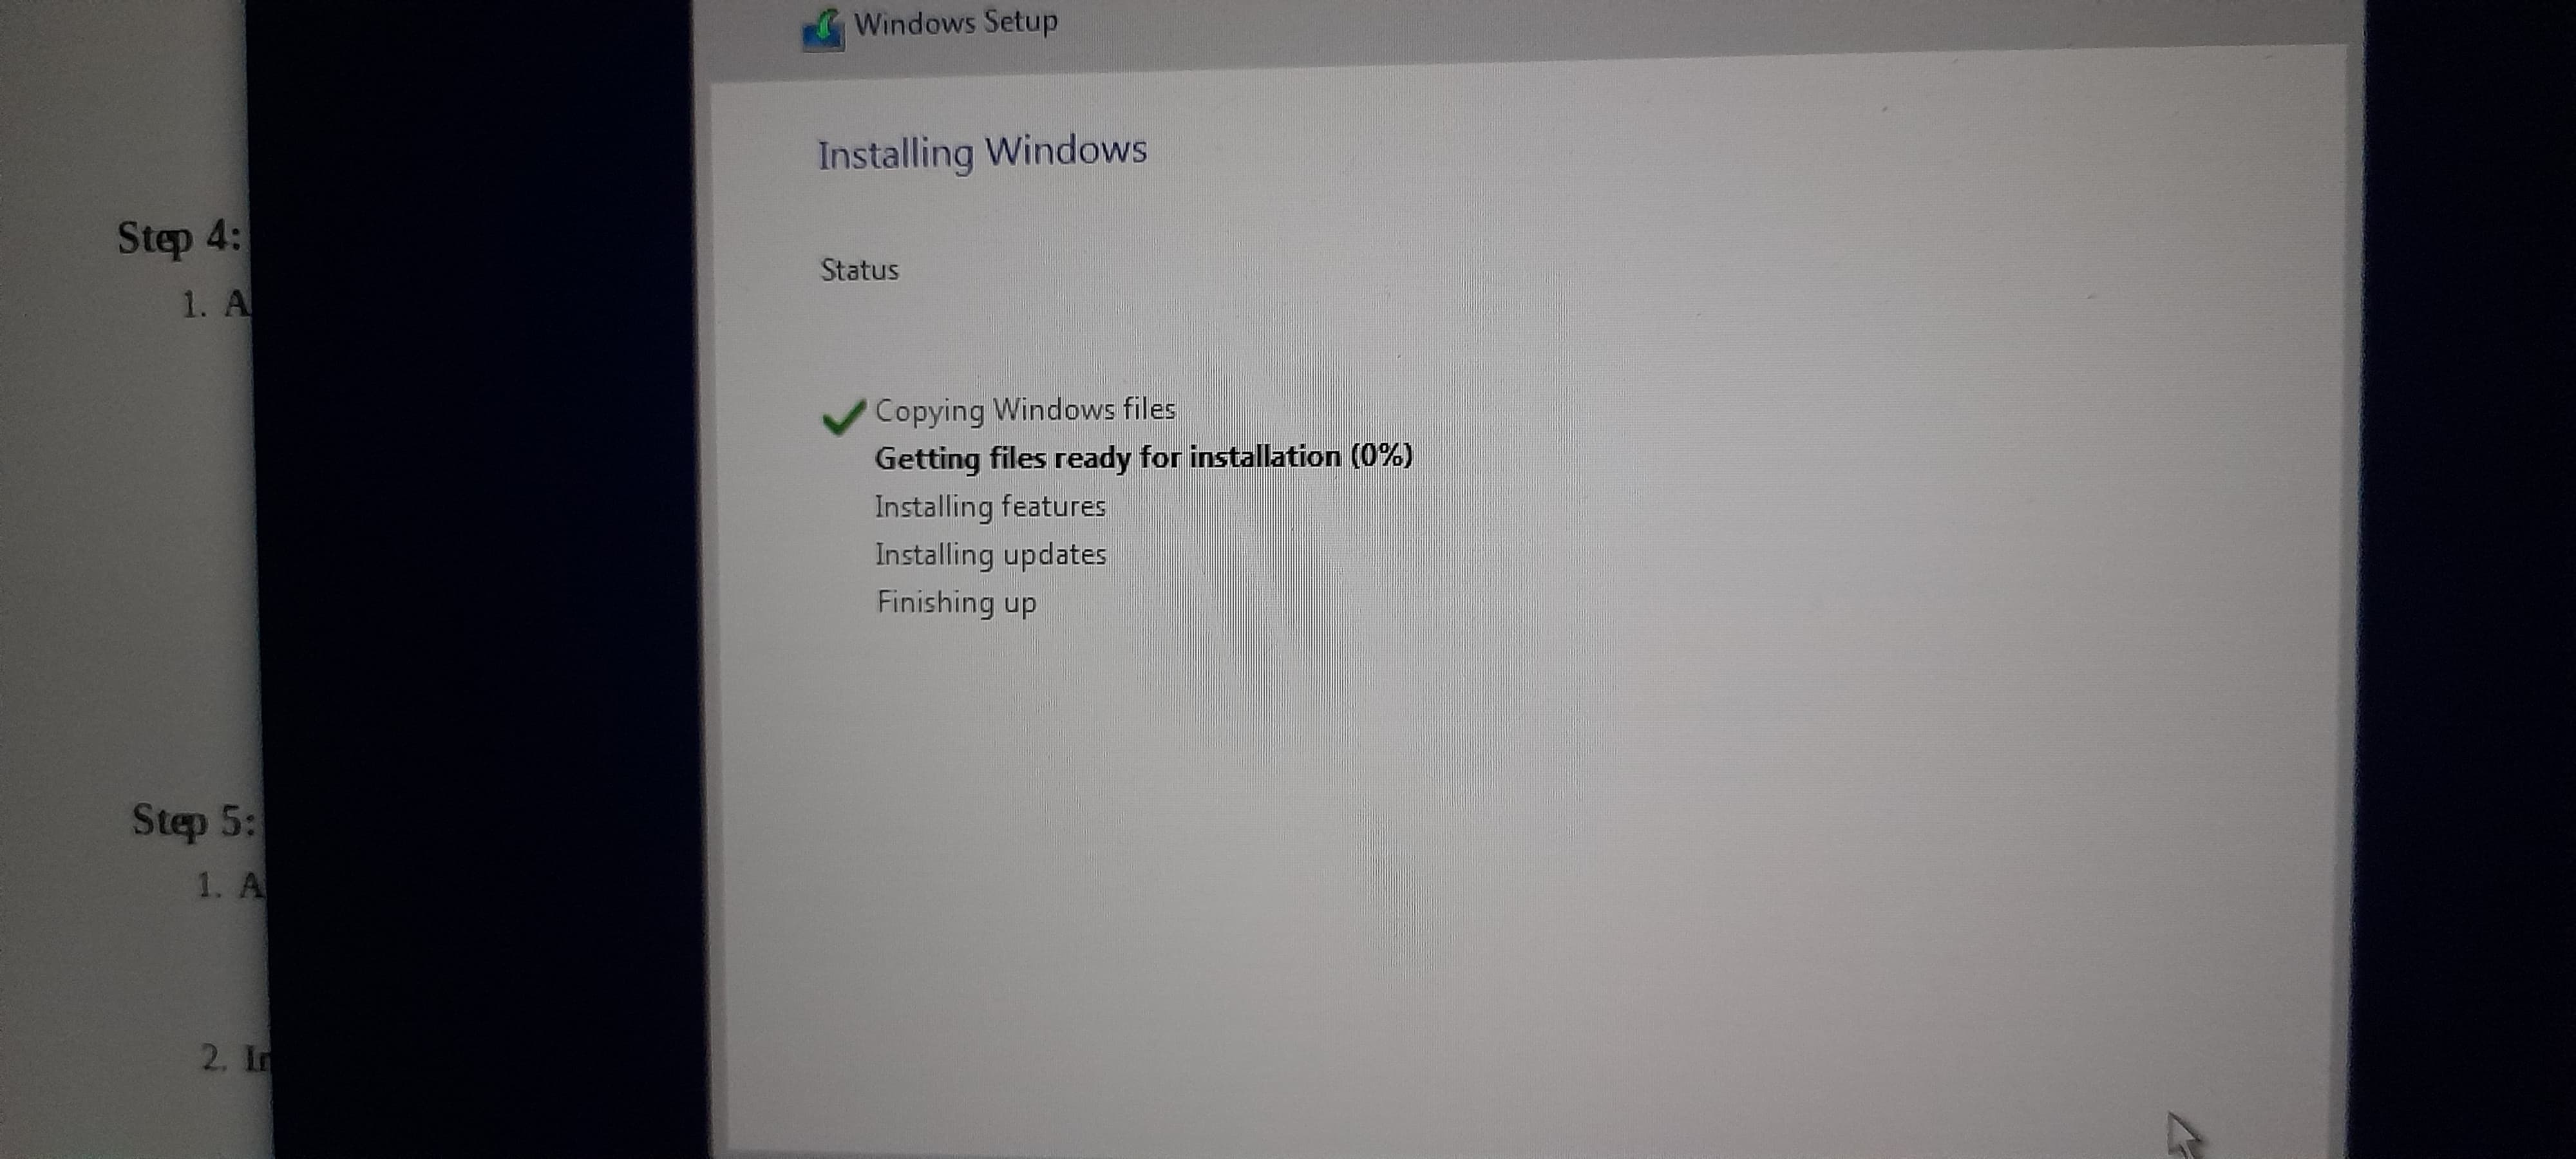 Windows Setup
Installing Windows
Status
Copying Windows files
Getting files ready for installation (0%)
Installing features
Installing updates
Finishing up
Step 4:
1. A
Step 5:
1. A
2. In